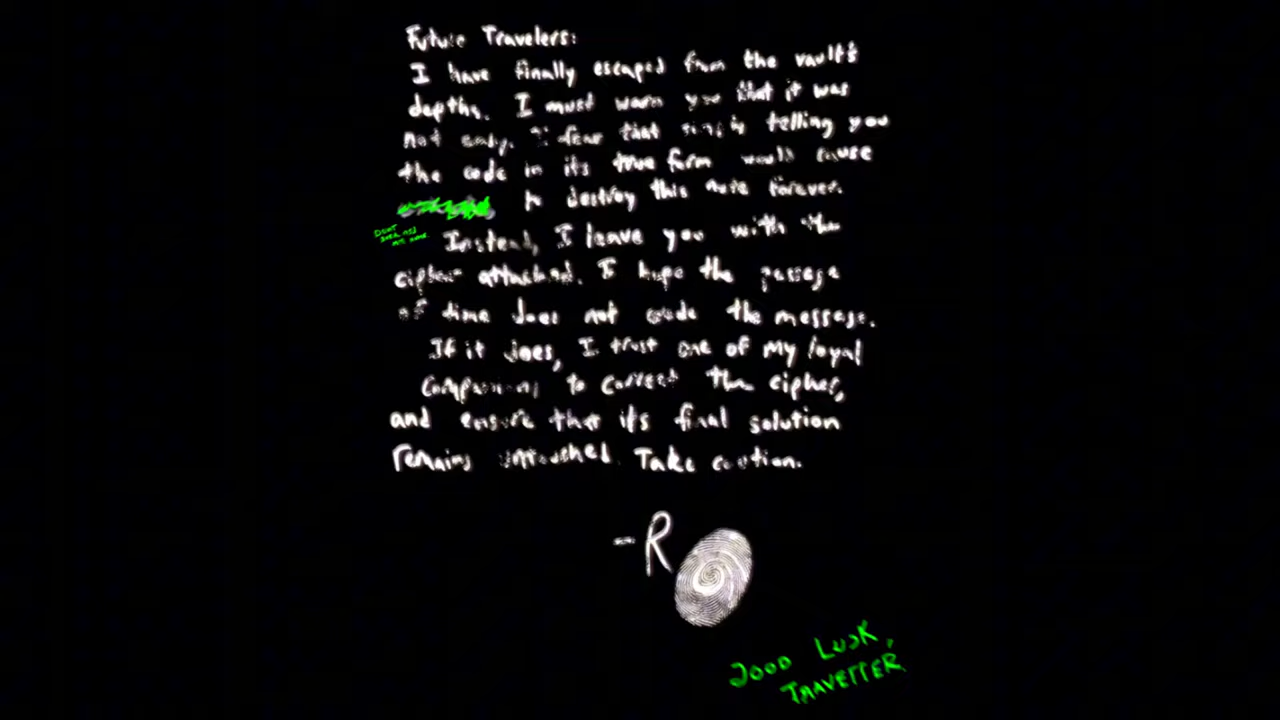 Future Travelers:
I have finally escaped from the vault's
depths. I must warn you that it was
not easy. I fear that simply telling you
the code in its true form would cause
to destroy this note forever.
DONT
Instead, I leave you with the
cipher attached. I hope the passage
of time does not erode the message.
If it does, I trust one of my loyal
companions to correct the cipher,
and ensure that it's final solution
remains untouched. Take caution.
-R
GOOD LUCK,
TRAVELLER